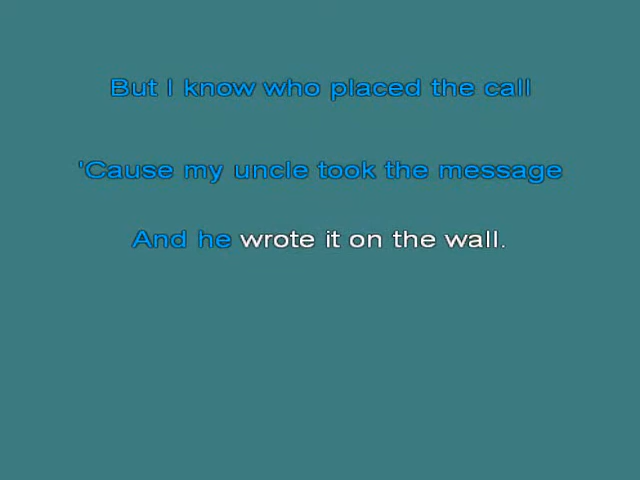 But I know who placed the call
'Cause my uncle took the message
And he wrote it on the wall.